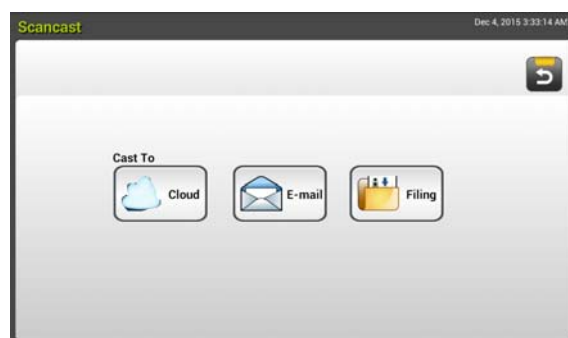 Scancast
Dec 4, 2015 3:33:14 AM
Cast To
Cloud
E-mail
Filing